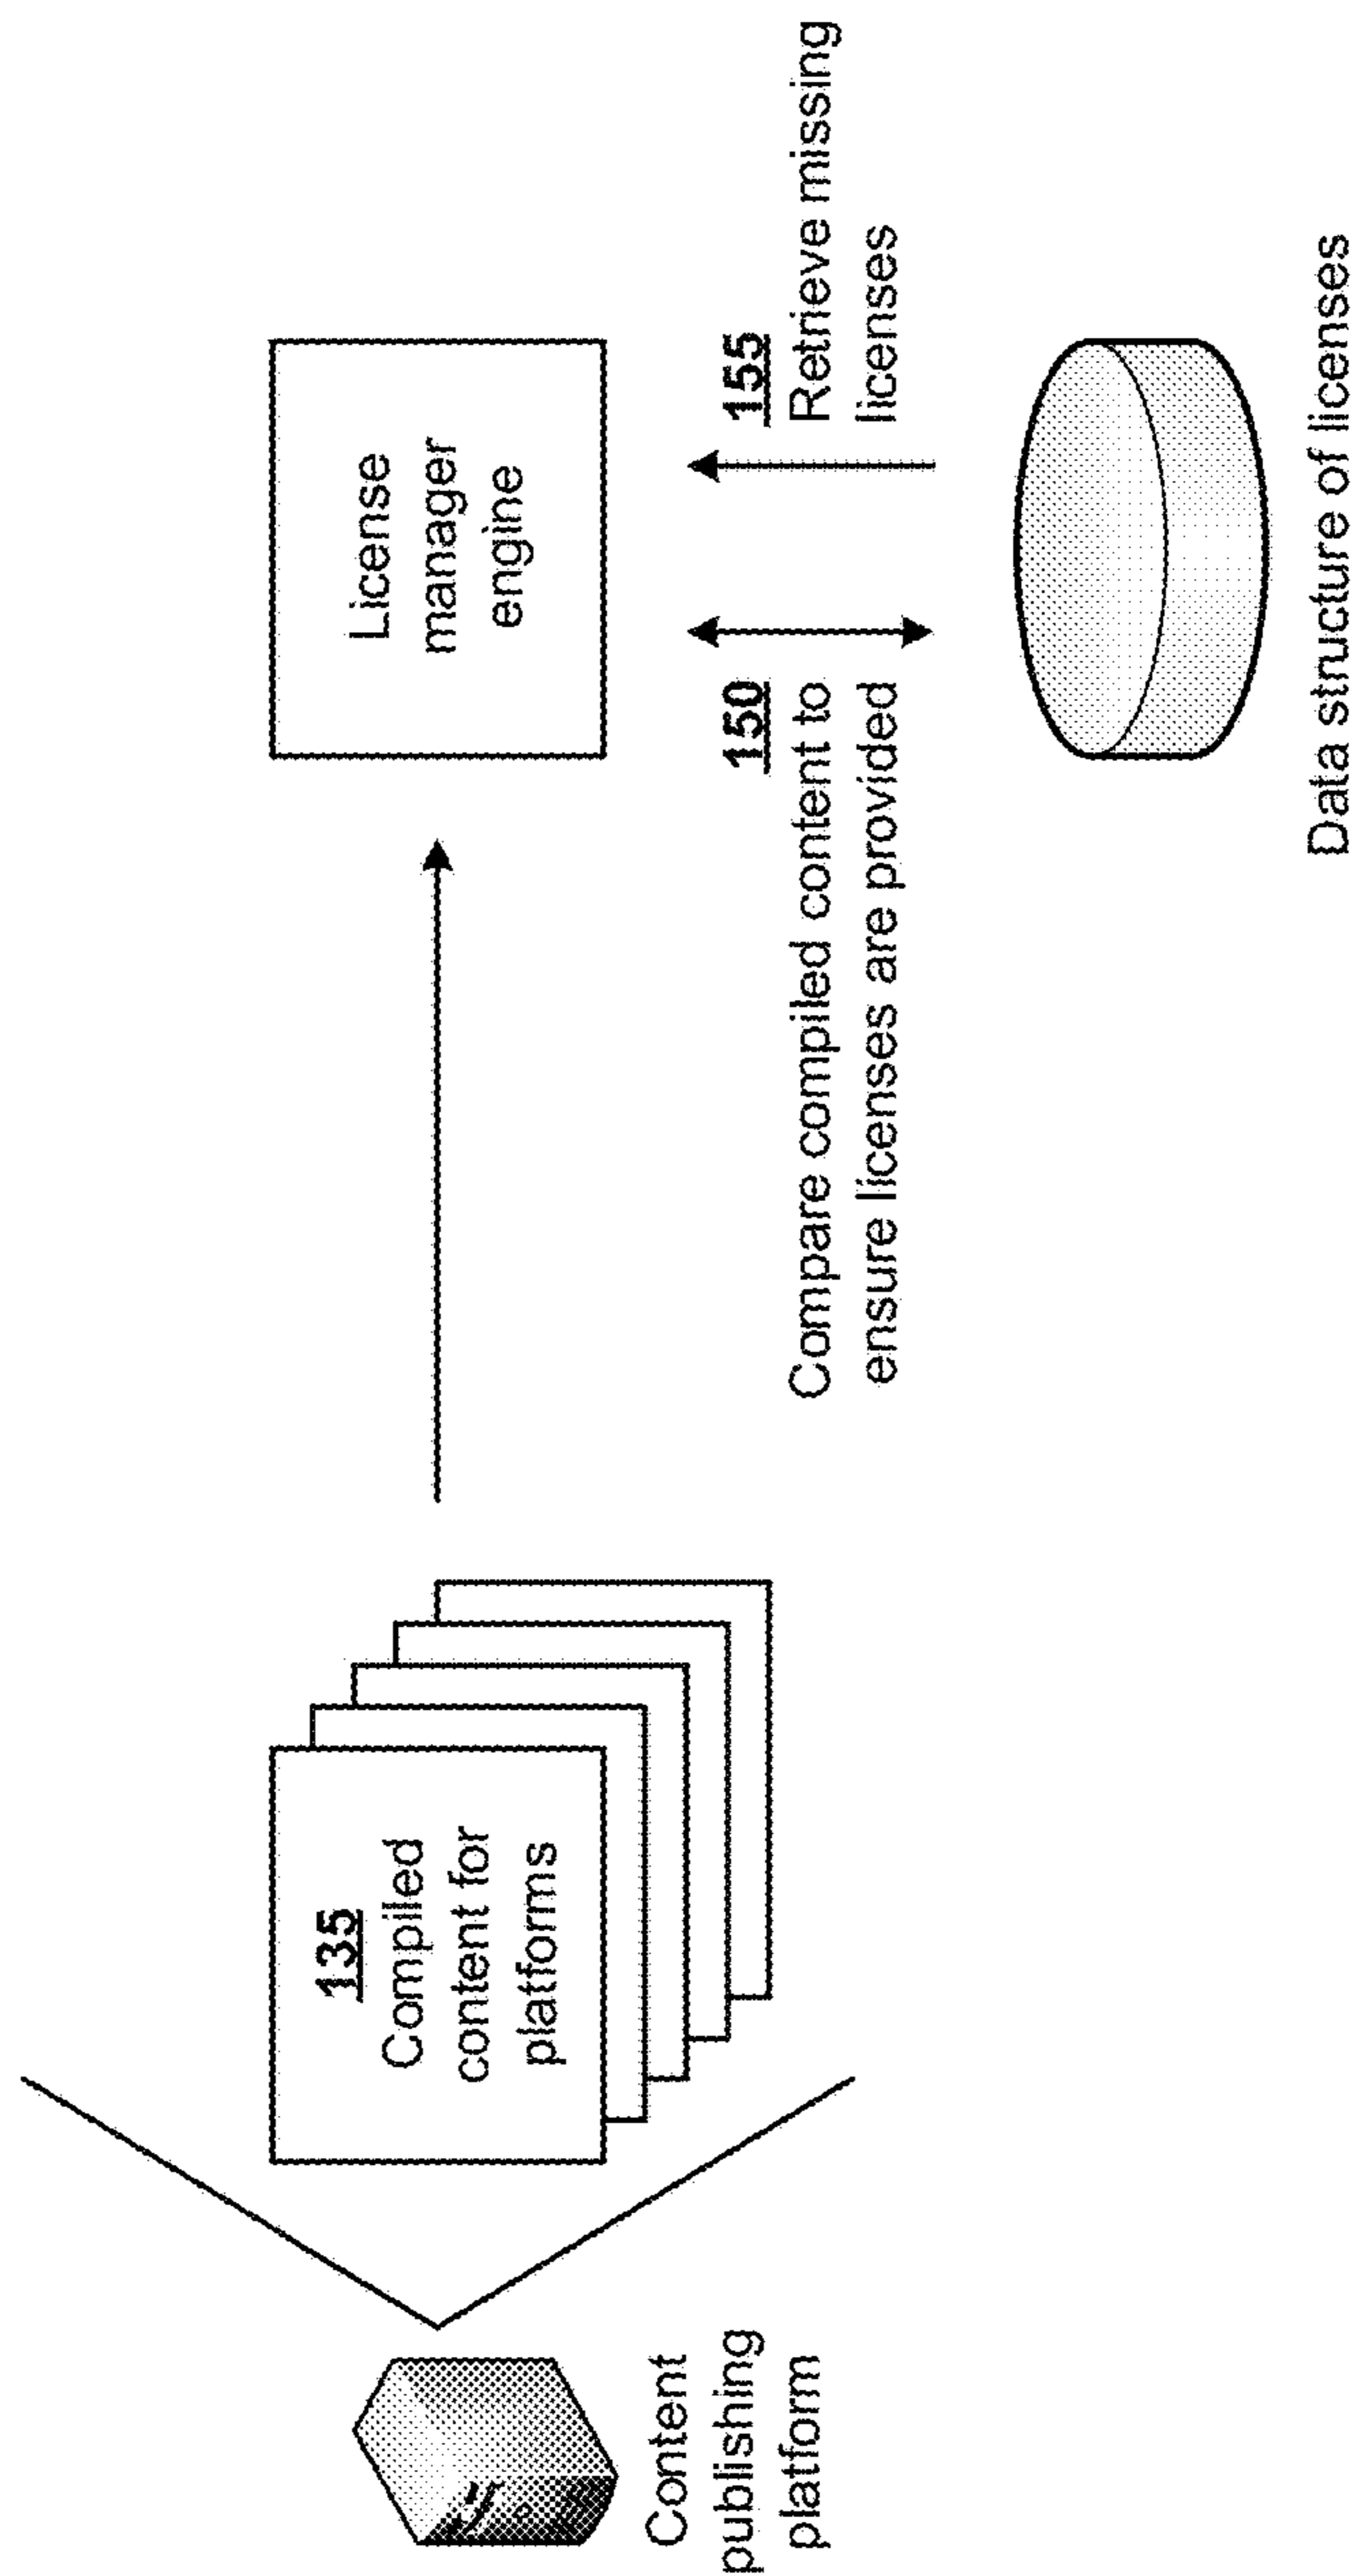 Content
publishing
platform
135
Compiled
content for
platforms
License
manager
engine
150
Compare compiled content to
ensure licenses are provided
155
Retrieve missing
licenses
Data structure of licenses